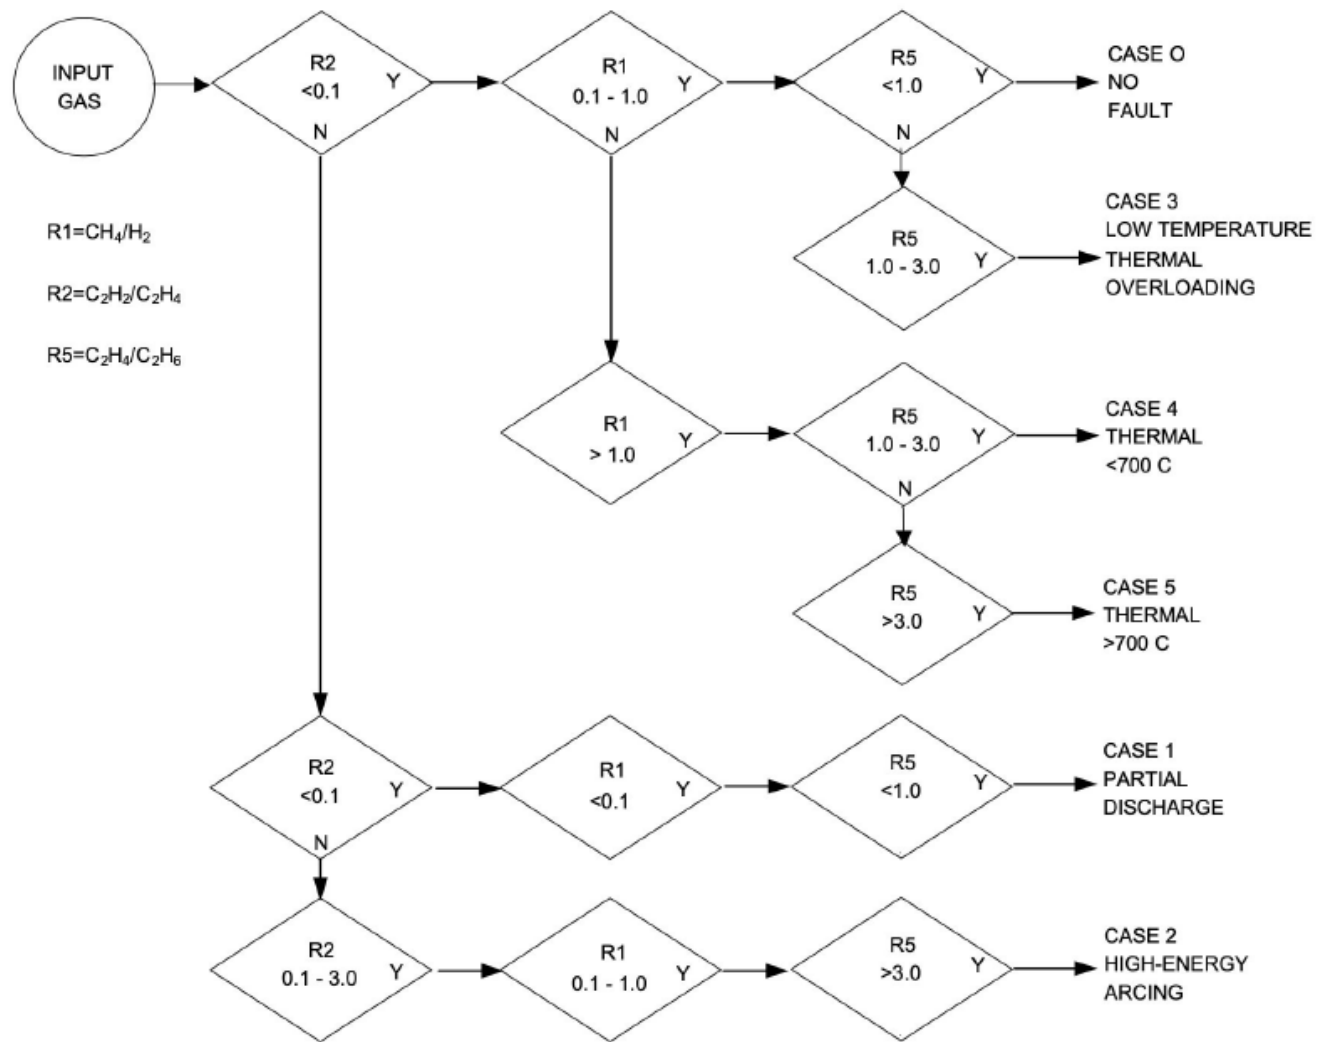 INPUT
GAS
R2
<0.1
Y
N
R1
0.1 - 1.0
Y
N
R5
<1.0
Y
N
CASE O
NO
FAULT
R1=CH₄/H₂
R2=C₂H₂/C₂H₄
R5=C₂H₄/C₂H₆
R5
1.0 - 3.0
Y
CASE 3
LOW TEMPERATURE
THERMAL
OVERLOADING
R1
> 1.0
Y
R5
1.0 - 3.0
Y
N
CASE 4
THERMAL
<700 C
R5
>3.0
Y
CASE 5
THERMAL
>700 C
R2
<0.1
Y
N
R1
<0.1
Y
R5
<1.0
Y
CASE 1
PARTIAL
DISCHARGE
R2
0.1 - 3.0
Y
R1
0.1 - 1.0
Y
R5
>3.0
Y
CASE 2
HIGH-ENERGY
ARCING